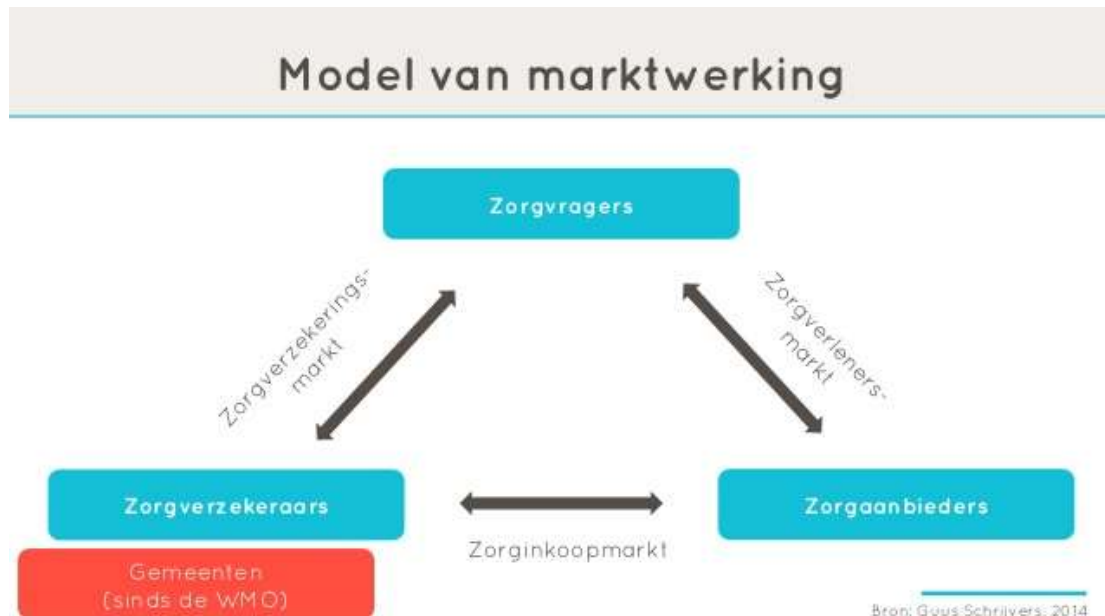 Model van marktwerking
Zorgvragers
Zorgverzekerings-
markt
Zorgverleners-
markt
Zorgverzekeraars
Zorgaanbieders
Zorginkoopmarkt
Gemeenten
(sinds de WMO)
Bron: Guus Schrijvers, 2014